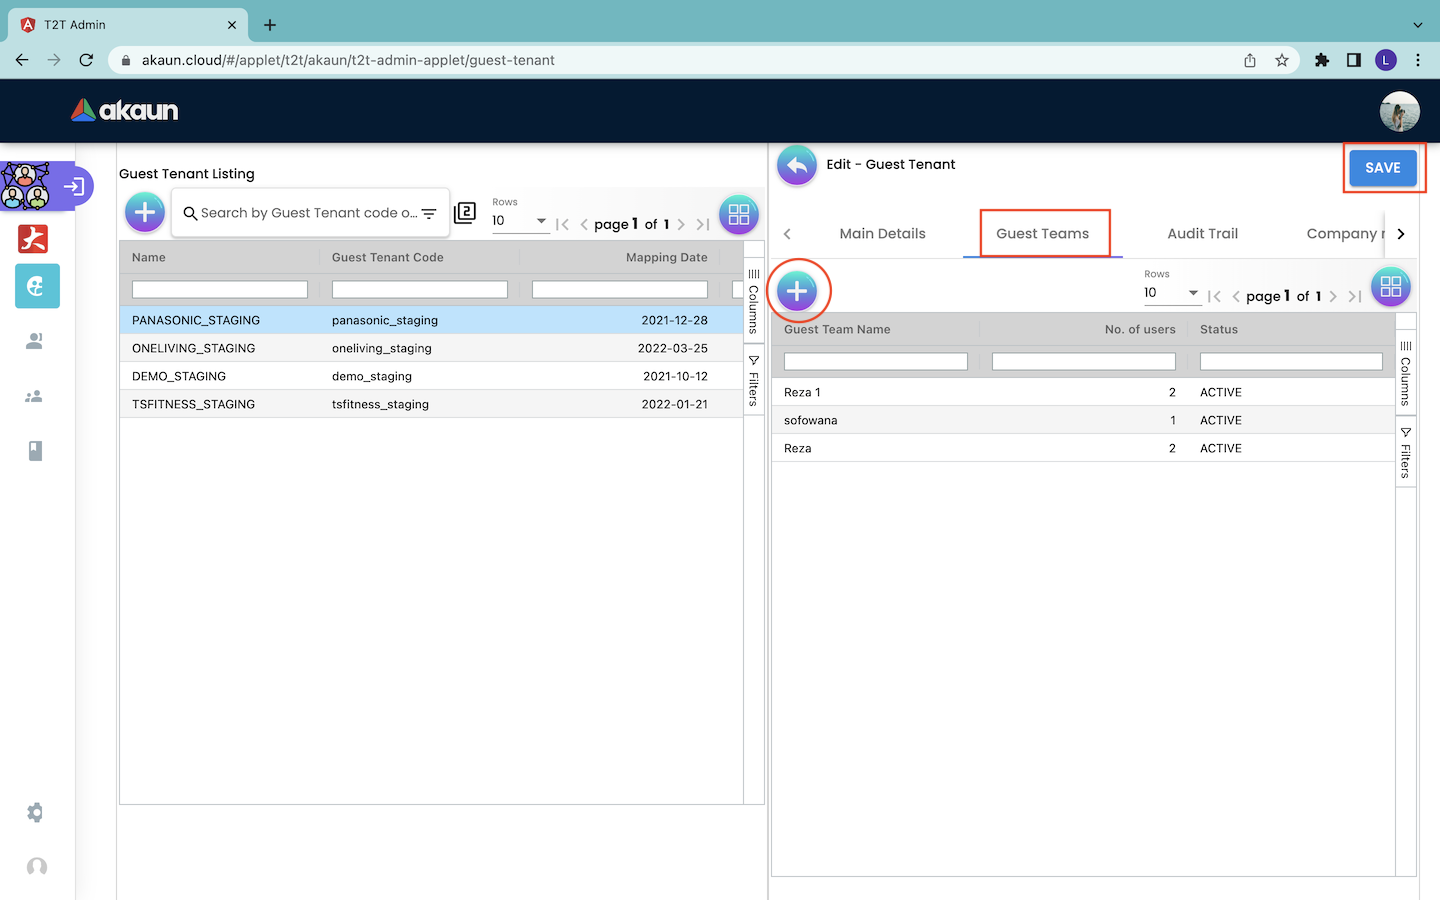 T2T Admin
akaun.cloud/#/applet/t2t/akaun/t2t-admin-applet/guest-tenant
L
akaun
Guest Tenant Listing
Search by Guest Tenant code o...
2
Rows
10
page 1 of 1
Name Guest Tenant Code Mapping Date
PANASONIC_STAGING panasonic_staging 2021-12-28
ONELIVING_STAGING oneliving_staging 2022-03-25
DEMO_STAGING demo_staging 2021-10-12
TSFITNESS_STAGING tsfitness_staging 2022-01-21
Columns
Filters
Edit - Guest Tenant
SAVE
Main Details Guest Teams Audit Trail Company
Rows
10
page 1 of 1
Guest Team Name No. of users Status
Reza 1 2 ACTIVE
sofowana 1 ACTIVE
Reza 2 ACTIVE
Columns
Filters